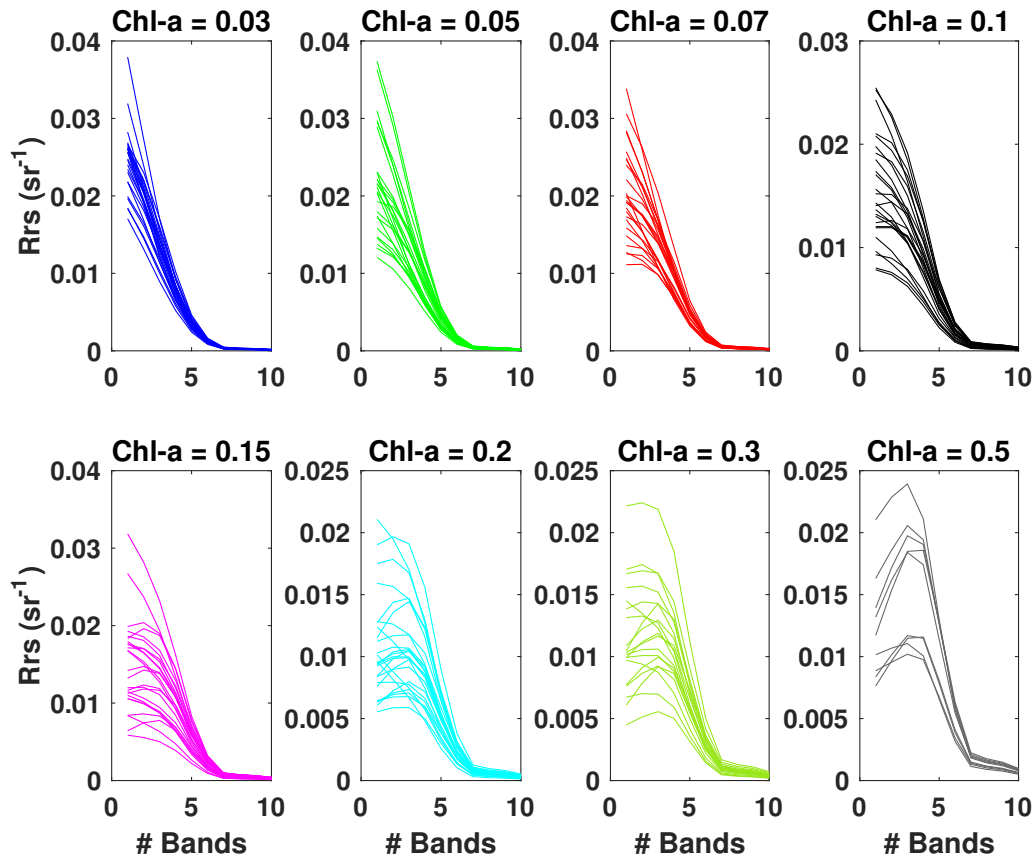 Chl-a = 0.03 Chl-a = 0.05 Chl-a = 0.07 Chl-a = 0.1
0.04 0.04 0.04 0.03
0.03 0.03 0.03
0.02
0.02 0.02 0.02
0.01
0.01 0.01 0.01
0 0 0 0
0 5 10 0 5 10 0 5 10 0 5 10
Rrs (sr⁻¹)
Chl-a = 0.15 Chl-a = 0.2 Chl-a = 0.3 Chl-a = 0.5
0.04 0.025 0.025 0.025
0.02 0.02 0.02
0.03
0.015 0.015 0.015
0.02
0.01 0.01 0.01
0.01
0.005 0.005 0.005
0 0 0 0
0 5 10 0 5 10 0 5 10 0 5 10
Rrs (sr⁻¹)
# Bands # Bands # Bands # Bands